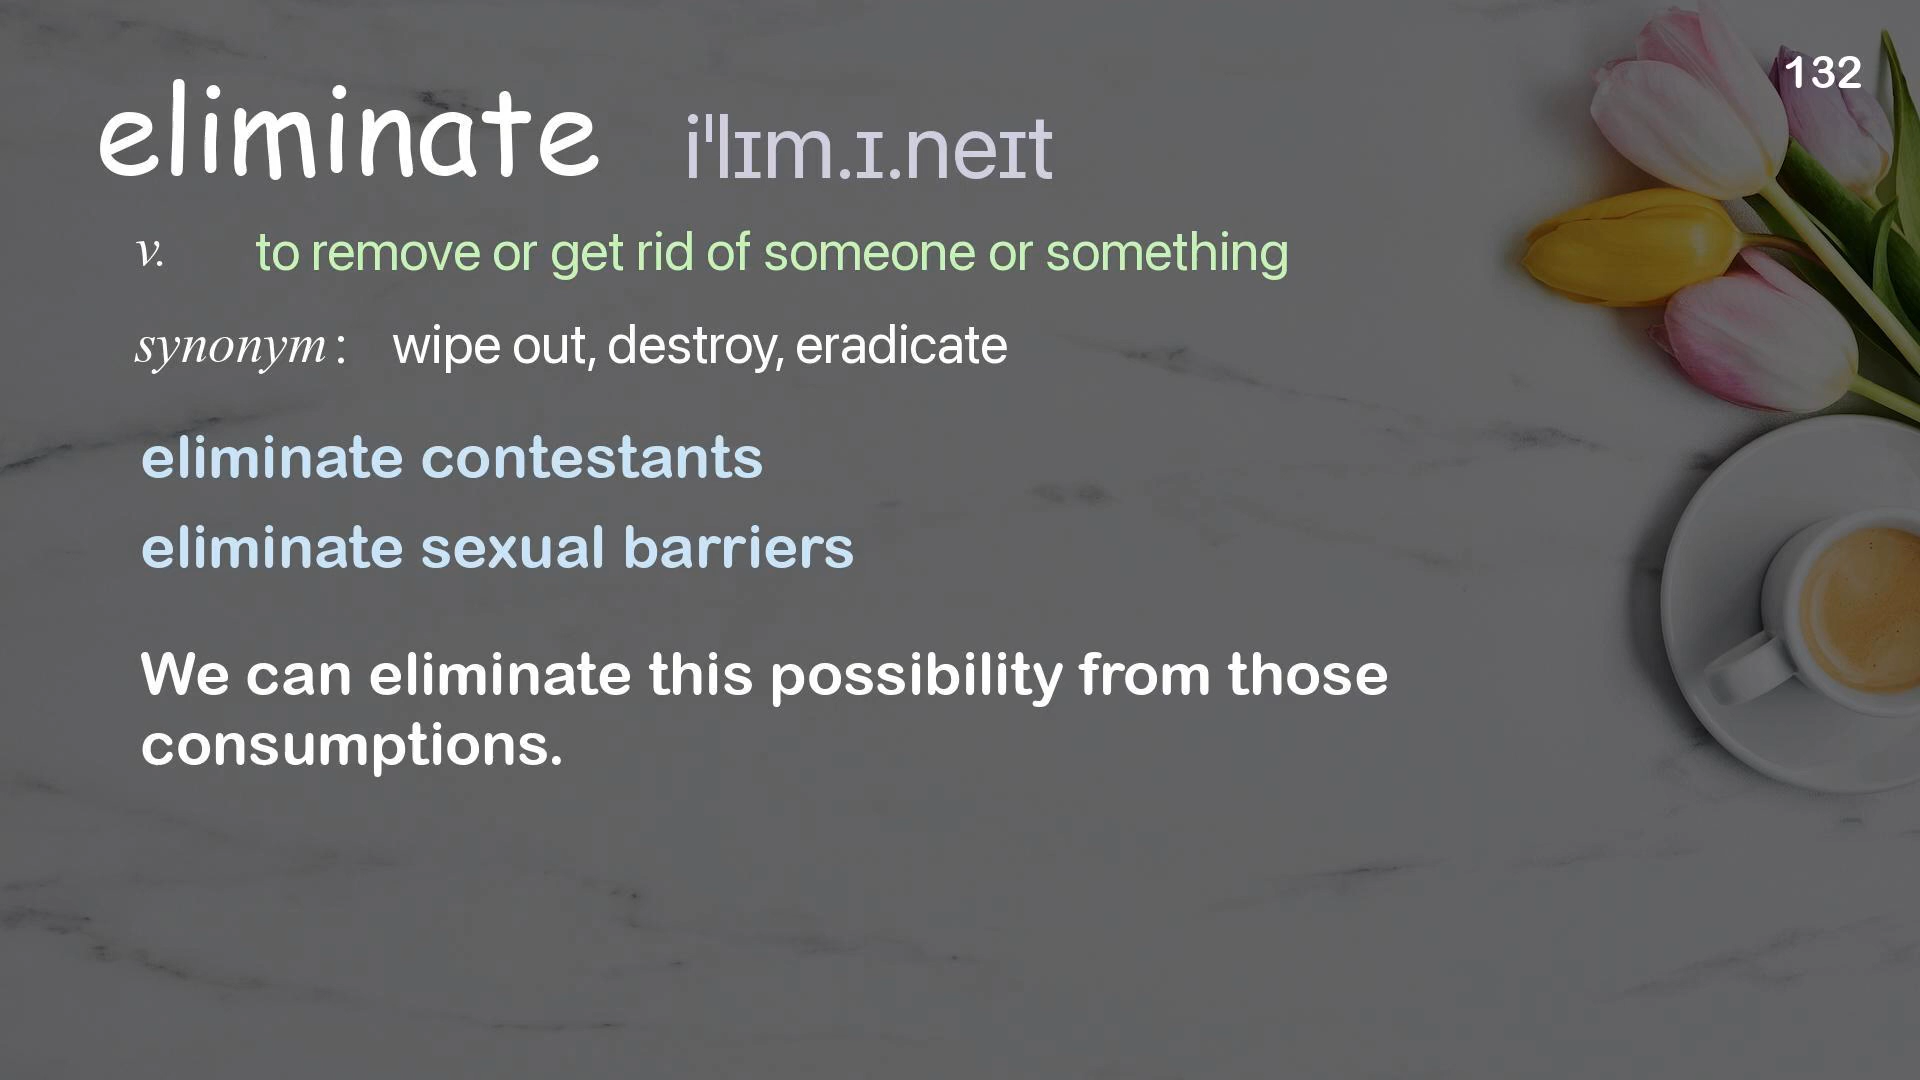 132
eliminate iˈlɪm.ɪ.neɪt
v. to remove or get rid of someone or something
synonym : wipe out, destroy, eradicate
eliminate contestants
eliminate sexual barriers
We can eliminate this possibility from those
consumptions.